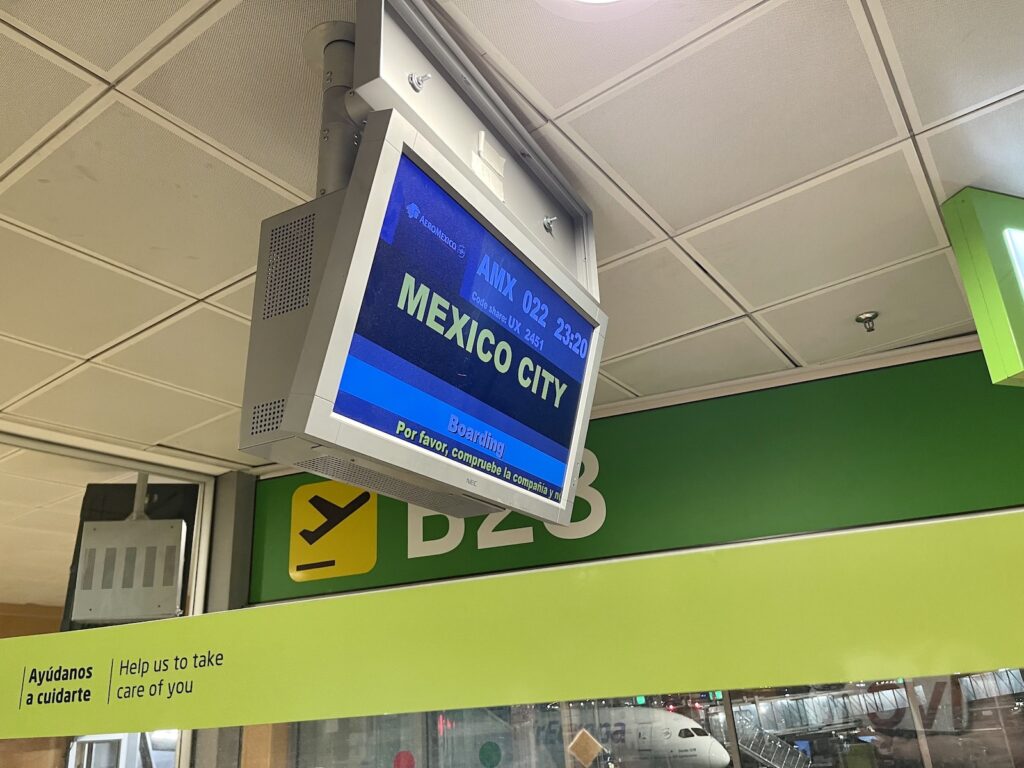 AEROMEXICO
AMX 022 23:20
Code share: UX 2451
MEXICO CITY
Boarding
Por favor, compruebe la compañía y
NEC
Ayúdanos
a cuidarte
Help us to take
care of you